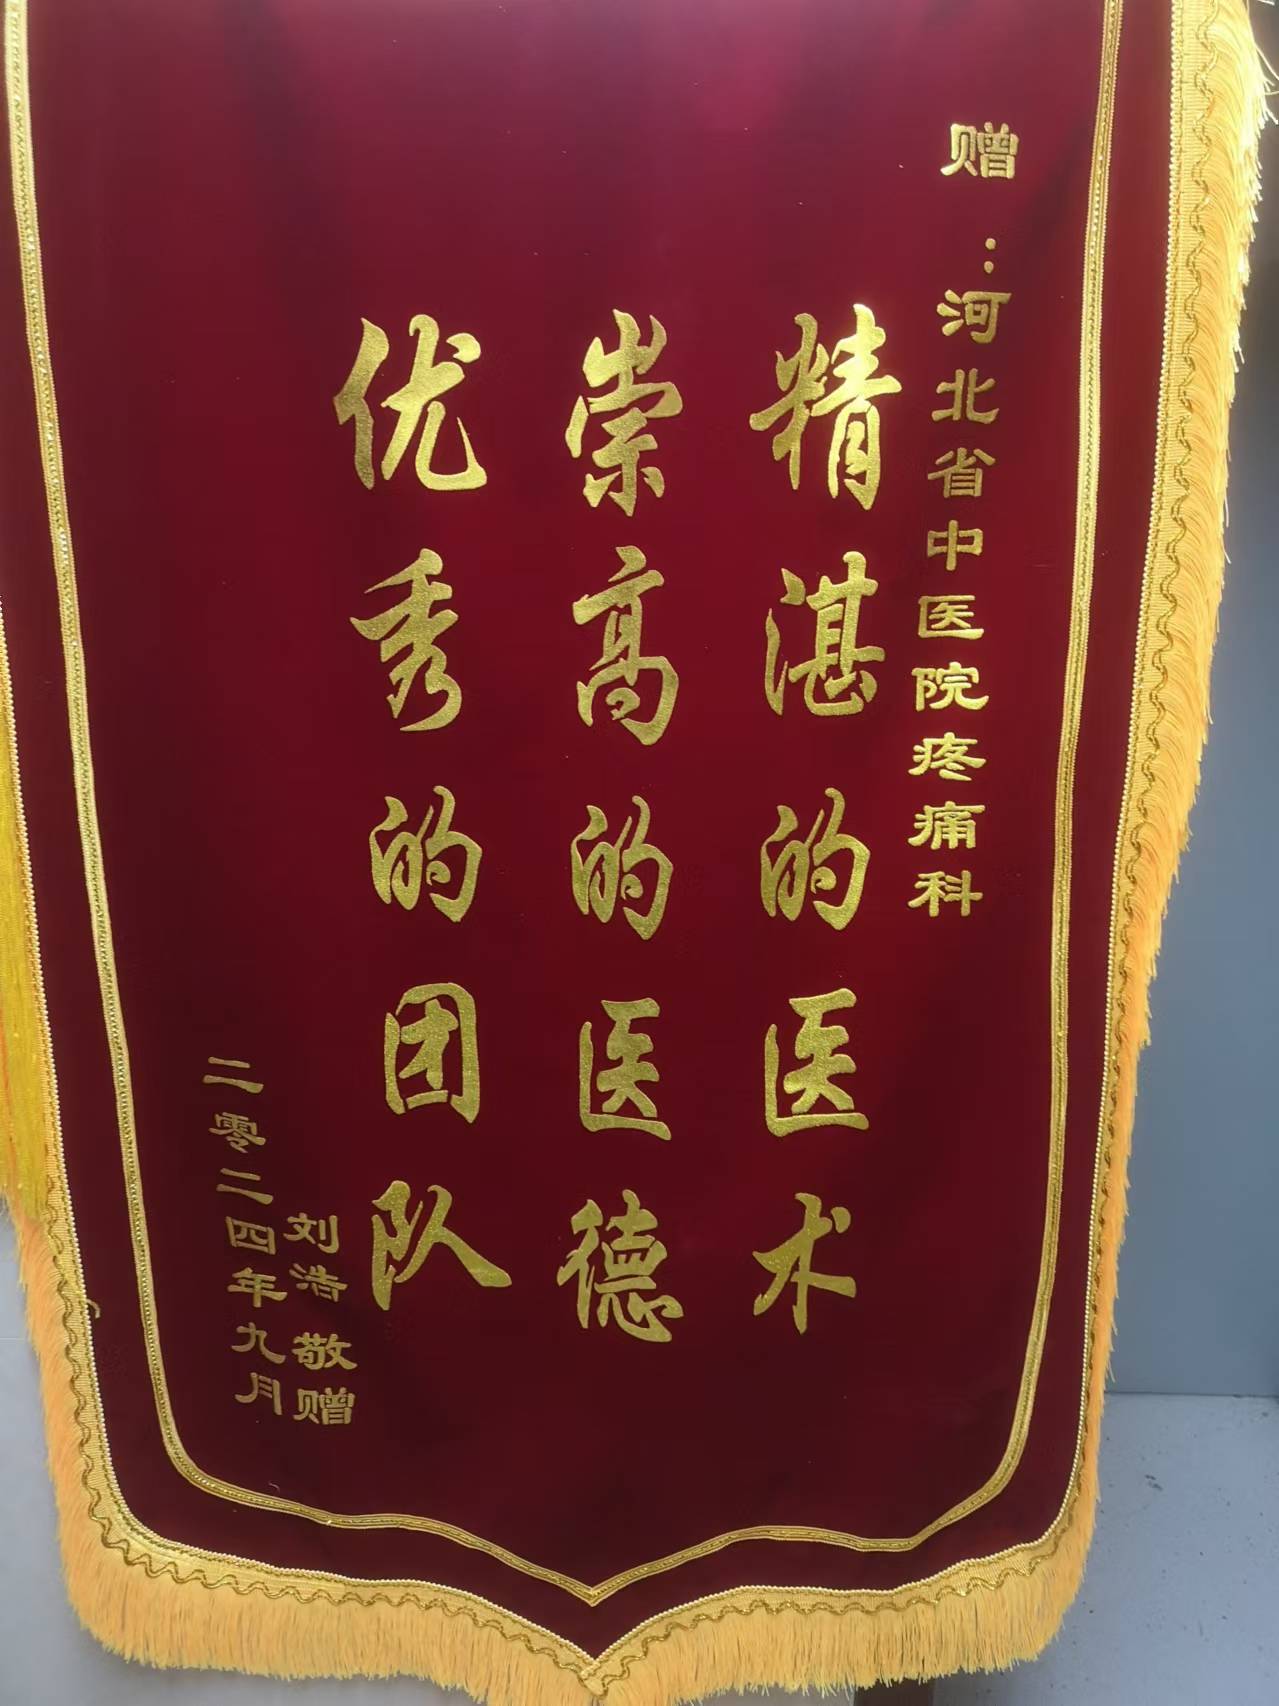 赠：河北省中医院疼痛科
精湛的医术
崇高的医德
优秀的团队
刘浩 敬赠
二零二四年九月